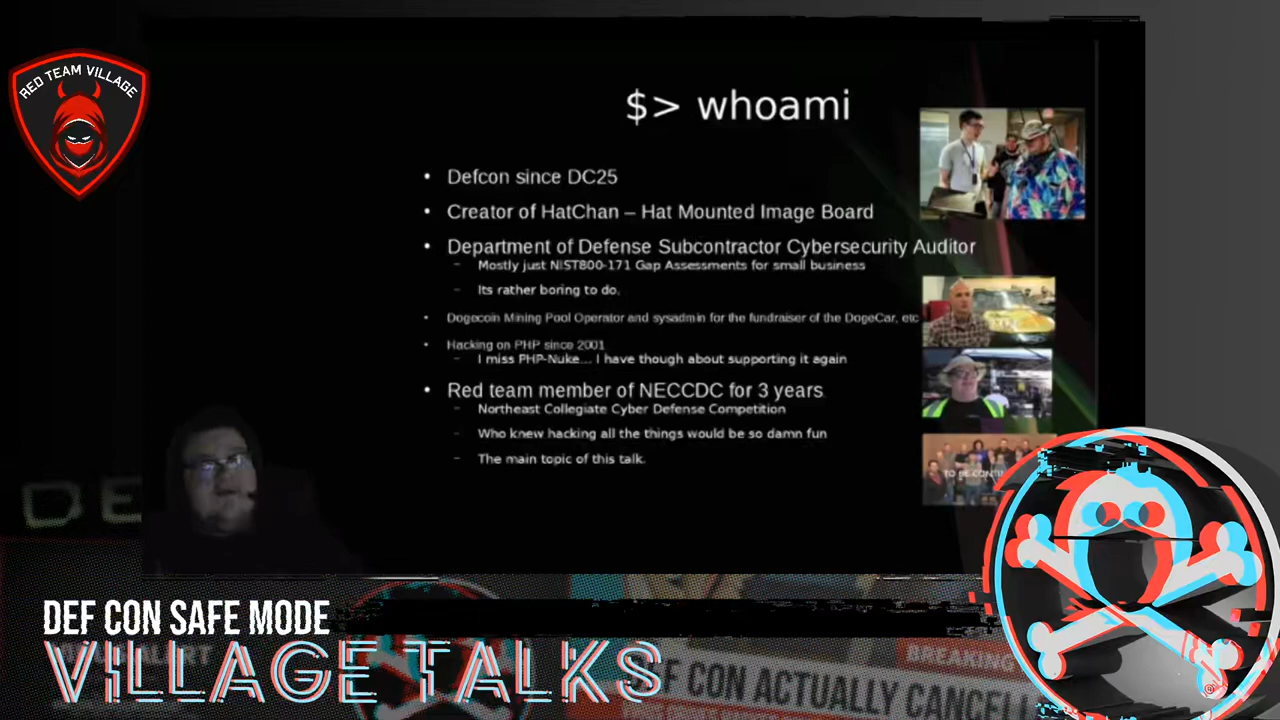 RED TEAM VILLAGE
$> whoami
• Defcon since DC25
• Creator of HatChan – Hat Mounted Image Board
• Department of Defense Subcontractor Cybersecurity Auditor
– Mostly just NIST800-171 Gap Assessments for small business
– Its rather boring to do.
• Dogecoin Mining Pool Operator and sysadmin for the fundraiser of the DogeCar, etc
• Hacking on PHP since 2001
– I miss PHP-Nuke... I have though about supporting it again
• Red team member of NECCDC for 3 years
– Northeast Collegiate Cyber Defense Competition
– Who knew hacking all the things would be so damn fun
– The main topic of this talk.
TO BE CONT
DE
DEF CON SAFE MODE
VILLAGE TALKS
BREAKING
DEF CON ACTUALLY CANCEL